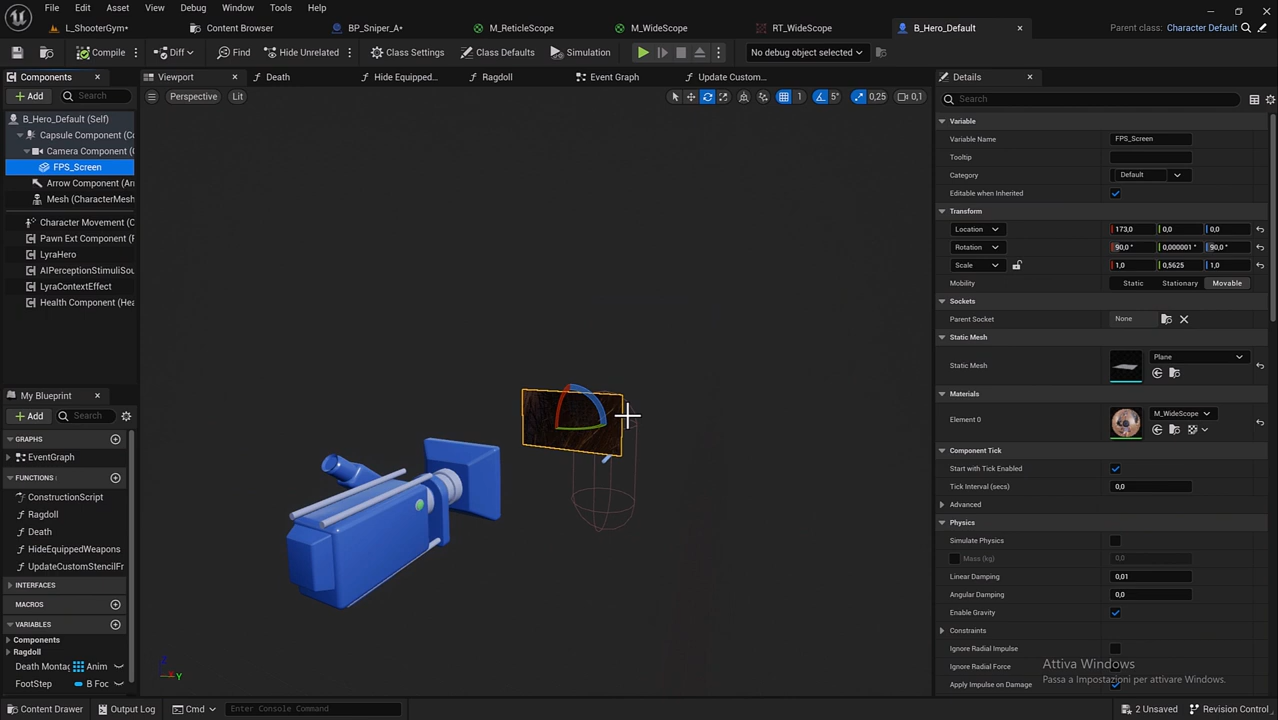 File Edit Asset View Debug Window Tools Help
L_ShooterGym*
Content Browser
BP_Sniper_A*
M_ReticleScope
M_WideScope
RT_WideScope
B_Hero_Default
Parent class: Character Default
Compile
Diff
Find
Hide Unrelated
Class Settings
Class Defaults
Simulation
No debug object selected
Components
Viewport
Death
Hide Equipped...
Ragdoll
Event Graph
Update Custom...
Details
Add
Search
Perspective
Lit
1
5°
0,25
0,1
Search
B_Hero_Default (Self)
Capsule Component (Co
Camera Component (
FPS_Screen
Arrow Component (Arr
Mesh (CharacterMesh
Character Movement (C
Pawn Ext Component (
LyraHero
AIPerceptionStimuliSou
LyraContextEffect
Health Component (Hea
Variable
Variable Name FPS_Screen
Tooltip
Category Default
Editable when Inherited
Transform
Location 173,0 0,0 0,0
Rotation 90,0 ° 0,000001 ° 90,0 °
Scale 1,0 0,5625 1,0
Mobility Static Stationary Movable
Sockets
Parent Socket None
Static Mesh
Static Mesh Plane
Materials
Element 0 M_WideScope
Component Tick
Start with Tick Enabled
Tick Interval (secs) 0,0
Advanced
Physics
Simulate Physics
Mass (kg) 0,0
Linear Damping 0,01
Angular Damping 0,0
Enable Gravity
Constraints
Ignore Radial Impulse
Ignore Radial Force
Apply Impulse on Damage
My Blueprint
Add
Search
GRAPHS
EventGraph
FUNCTIONS
ConstructionScript
Ragdoll
Death
HideEquippedWeapons
UpdateCustomStencilFr
INTERFACES
MACROS
VARIABLES
Components
Ragdoll
Death Montag Anim
FootStep B Foc
Z
Y
Attiva Windows
Passa a Impostazioni per attivare Windows.
Content Drawer
Output Log
Cmd
Enter Console Command
2 Unsaved
Revision Control